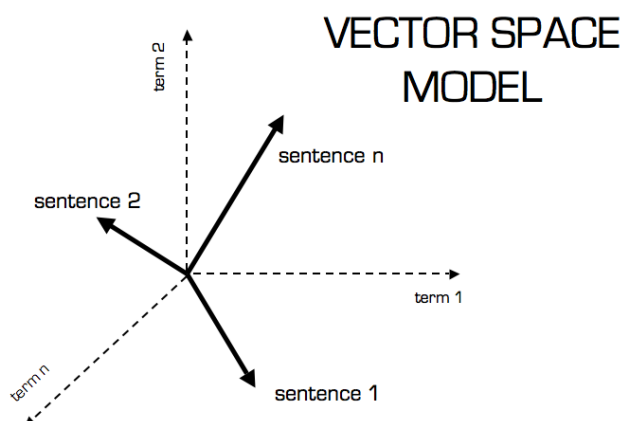 VECTOR SPACE
MODEL
term 2
sentence n
sentence 2
term 1
term n
sentence 1